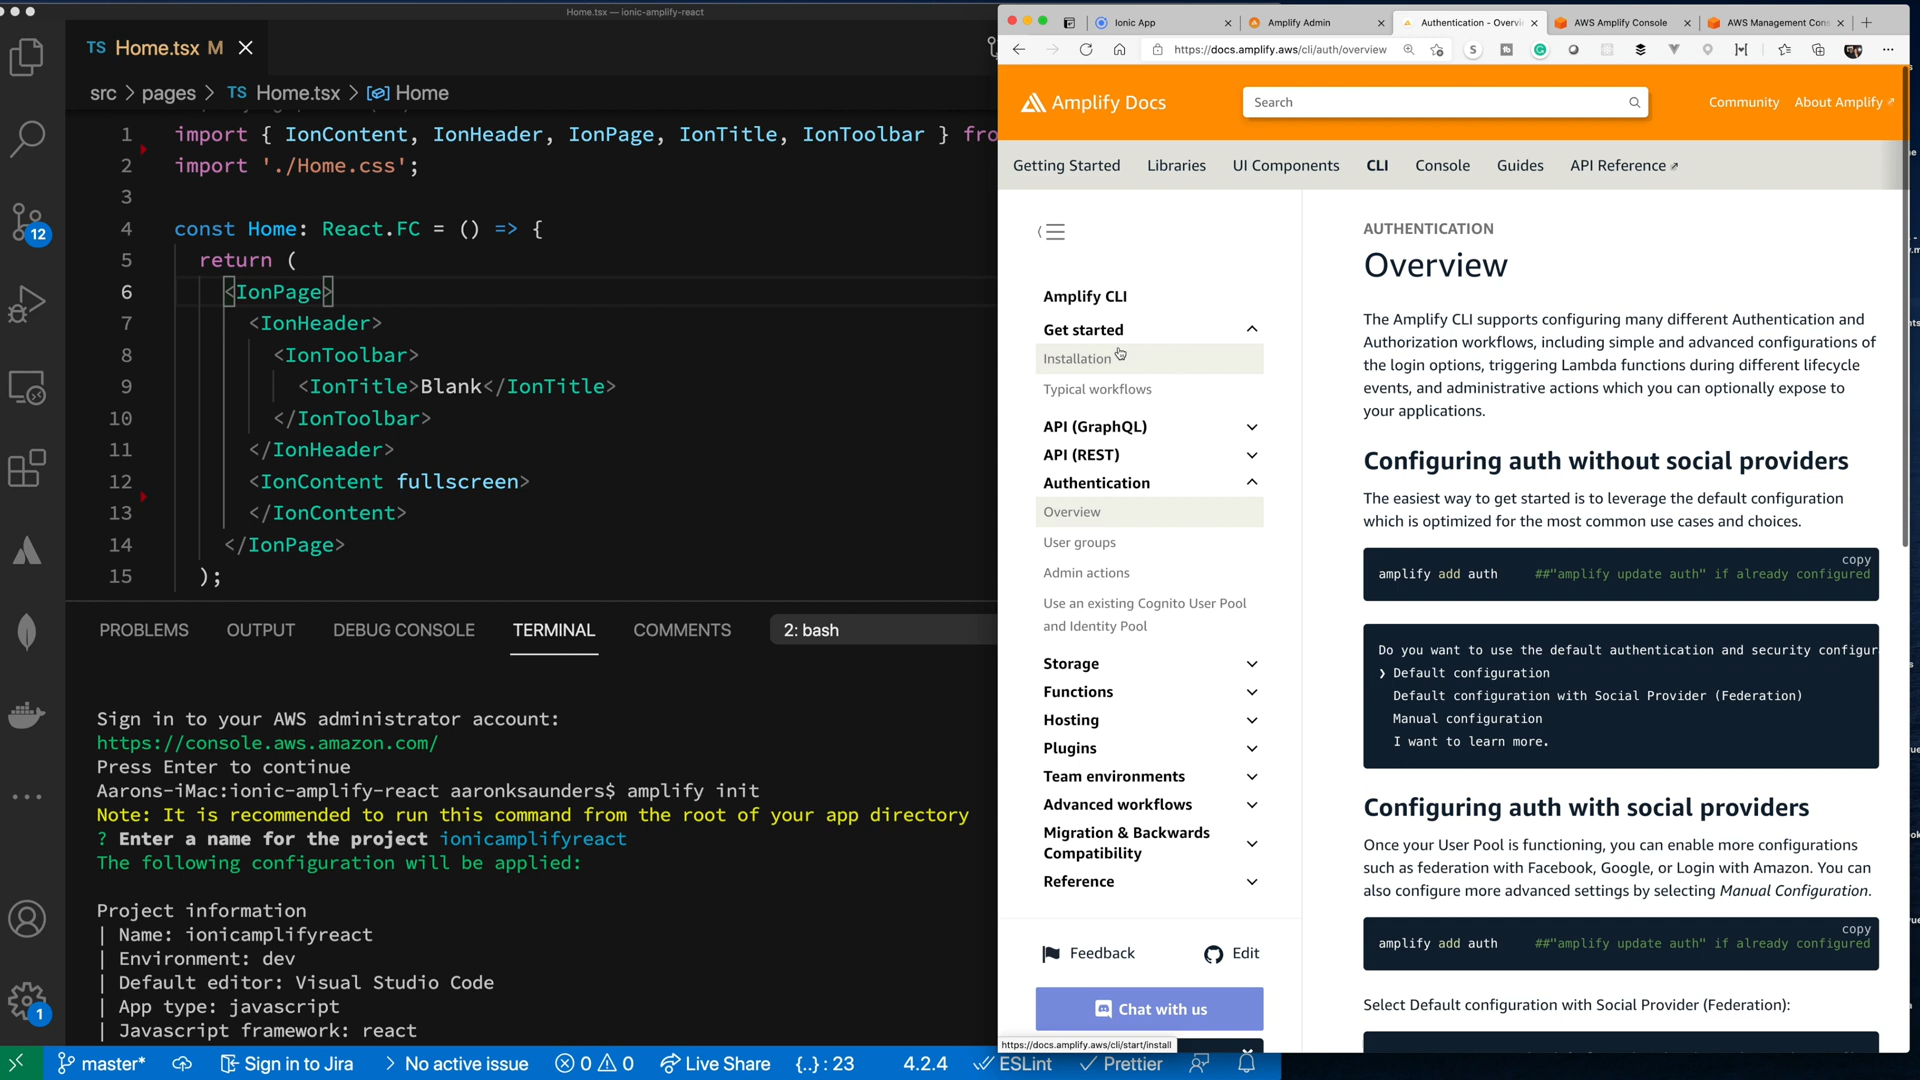 Home.tsx — ionic-amplify-react
TS Home.tsx M
src > pages > TS Home.tsx > Home
1 import { IonContent, IonHeader, IonPage, IonTitle, IonToolbar } fro
2 import './Home.css';
3
4 const Home: React.FC = () => {
5 return (
6 <IonPage>
7 <IonHeader>
8 <IonToolbar>
9 <IonTitle>Blank</IonTitle>
10 </IonToolbar>
11 </IonHeader>
12 <IonContent fullscreen>
13 </IonContent>
14 </IonPage>
15 );
12
1
PROBLEMS OUTPUT DEBUG CONSOLE TERMINAL COMMENTS 2: bash
Sign in to your AWS administrator account:
https://console.aws.amazon.com/
Press Enter to continue
Aarons-iMac:ionic-amplify-react aaronksaunders$ amplify init
Note: It is recommended to run this command from the root of your app directory
? Enter a name for the project ionicamplifyreact
The following configuration will be applied:
Project information
| Name: ionicamplifyreact
| Environment: dev
| Default editor: Visual Studio Code
| App type: javascript
| Javascript framework: react
master* Sign in to Jira No active issue 0 0 Live Share {..} : 23 4.2.4 ESLint Prettier
Ionic App
Amplify Admin
Authentication - Overvi
AWS Amplify Console
AWS Management Con
https://docs.amplify.aws/cli/auth/overview
Amplify Docs
Search
Community
About Amplify
Getting Started Libraries UI Components CLI Console Guides API Reference
Amplify CLI
Get started
Installation
Typical workflows
API (GraphQL)
API (REST)
Authentication
Overview
User groups
Admin actions
Use an existing Cognito User Pool
and Identity Pool
Storage
Functions
Hosting
Plugins
Team environments
Advanced workflows
Migration & Backwards
Compatibility
Reference
Feedback
Edit
Chat with us
https://docs.amplify.aws/cli/start/install
AUTHENTICATION
Overview
The Amplify CLI supports configuring many different Authentication and
Authorization workflows, including simple and advanced configurations of
the login options, triggering Lambda functions during different lifecycle
events, and administrative actions which you can optionally expose to
your applications.
Configuring auth without social providers
The easiest way to get started is to leverage the default configuration
which is optimized for the most common use cases and choices.
copy
amplify add auth ##"amplify update auth" if already configured
Do you want to use the default authentication and security configur
❯ Default configuration
Default configuration with Social Provider (Federation)
Manual configuration
I want to learn more.
Configuring auth with social providers
Once your User Pool is functioning, you can enable more configurations
such as federation with Facebook, Google, or Login with Amazon. You can
also configure more advanced settings by selecting Manual Configuration.
copy
amplify add auth ##"amplify update auth" if already configured
Select Default configuration with Social Provider (Federation):